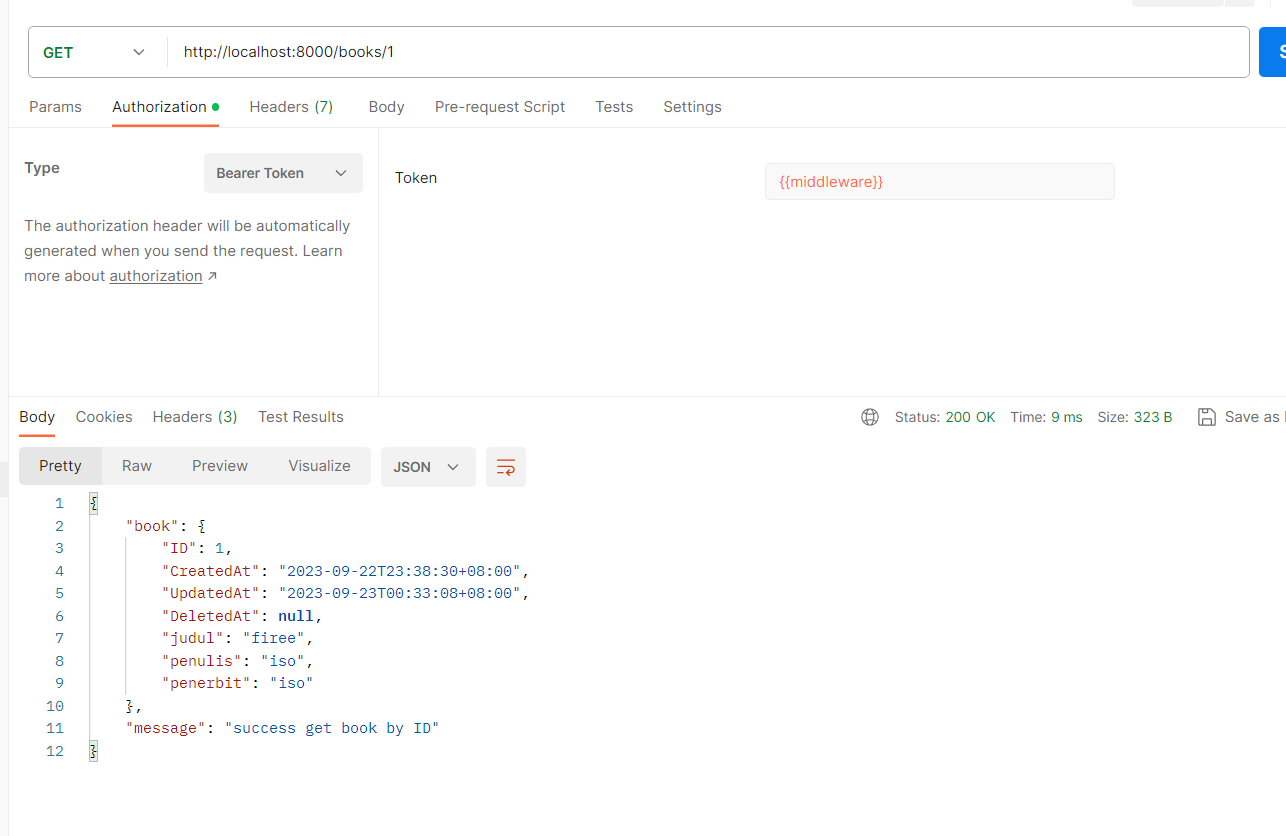 GET http://localhost:8000/books/1
Params Authorization Headers (7) Body Pre-request Script Tests Settings
Type Bearer Token
The authorization header will be automatically
generated when you send the request. Learn
more about authorization ↗
Token {{middleware}}
Body Cookies Headers (3) Test Results Status: 200 OK Time: 9 ms Size: 323 B Save as
Pretty Raw Preview Visualize JSON
1 {
2 "book": {
3 "ID": 1,
4 "CreatedAt": "2023-09-22T23:38:30+08:00",
5 "UpdatedAt": "2023-09-23T00:33:08+08:00",
6 "DeletedAt": null,
7 "judul": "firee",
8 "penulis": "iso",
9 "penerbit": "iso"
10 },
11 "message": "success get book by ID"
12 }